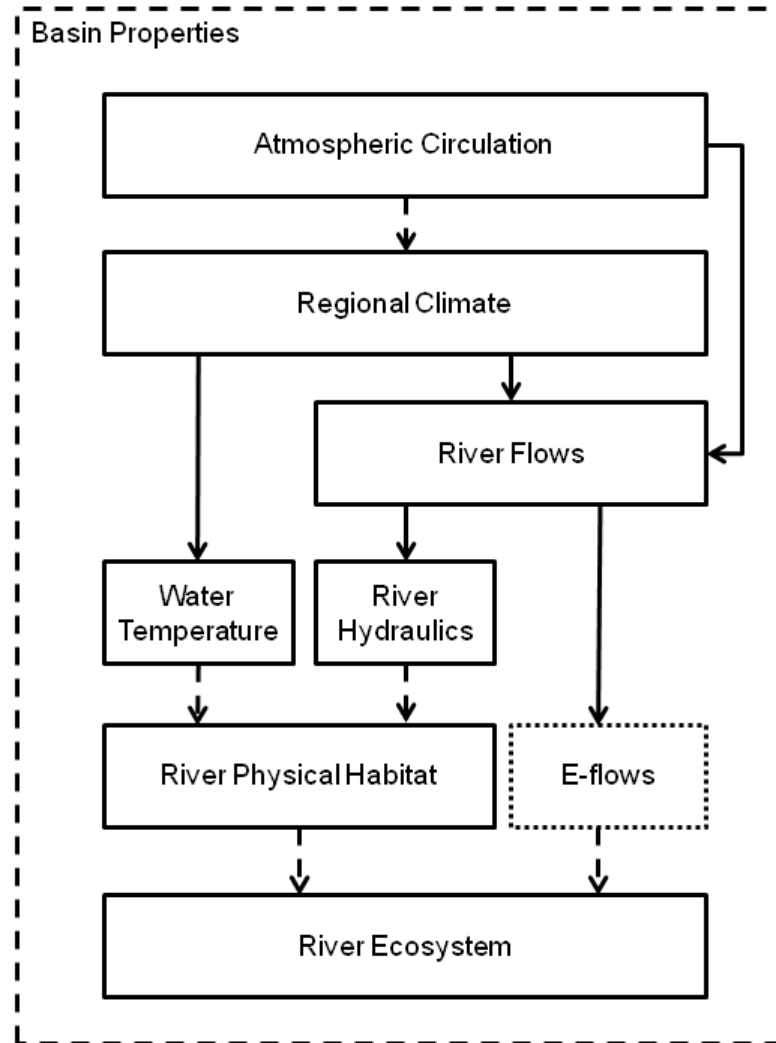 Basin Properties
Atmospheric Circulation
Regional Climate
River Flows
Water
Temperature
River
Hydraulics
River Physical Habitat
E-flows
River Ecosystem